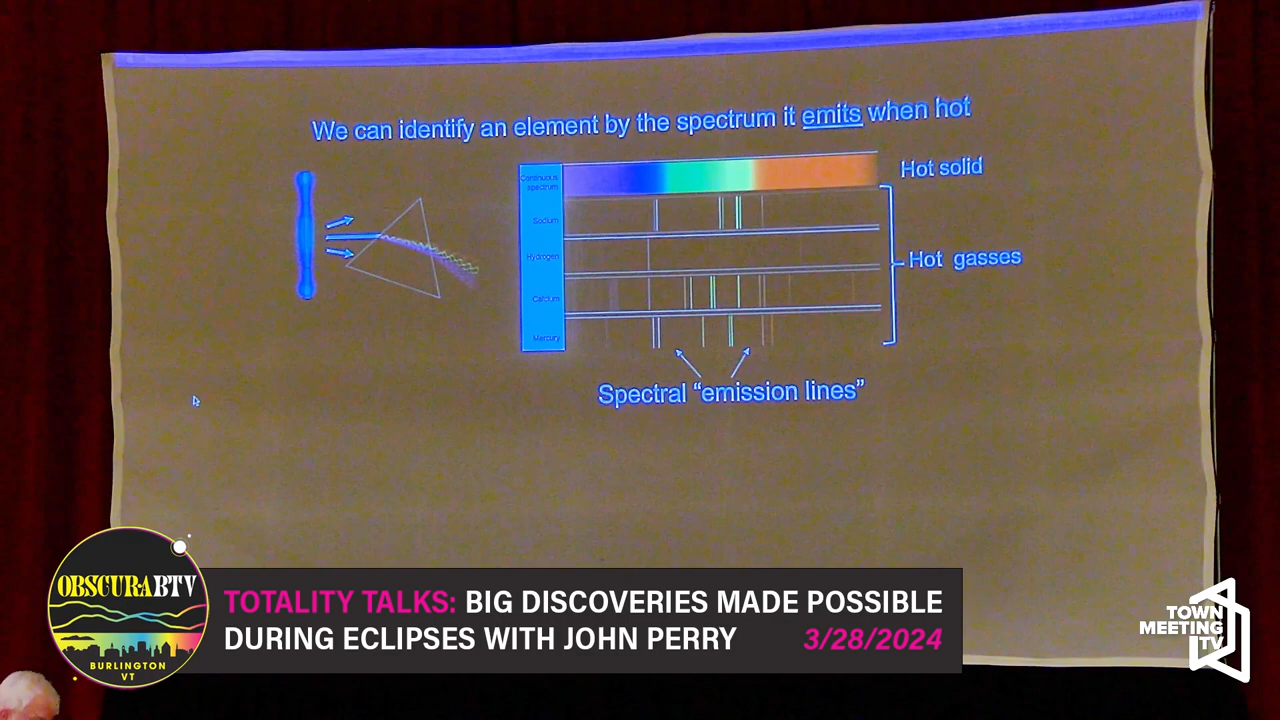 We can identify an element by the spectrum it emits when hot
Continuous
spectrum
Hot solid
Sodium
Hydrogen
Hot gasses
Calcium
Mercury
Spectral “emission lines”
OBSCURABTV
BURLINGTON
VT
TOTALITY TALKS: BIG DISCOVERIES MADE POSSIBLE
DURING ECLIPSES WITH JOHN PERRY 3/28/2024
TOWN
MEETING
TV